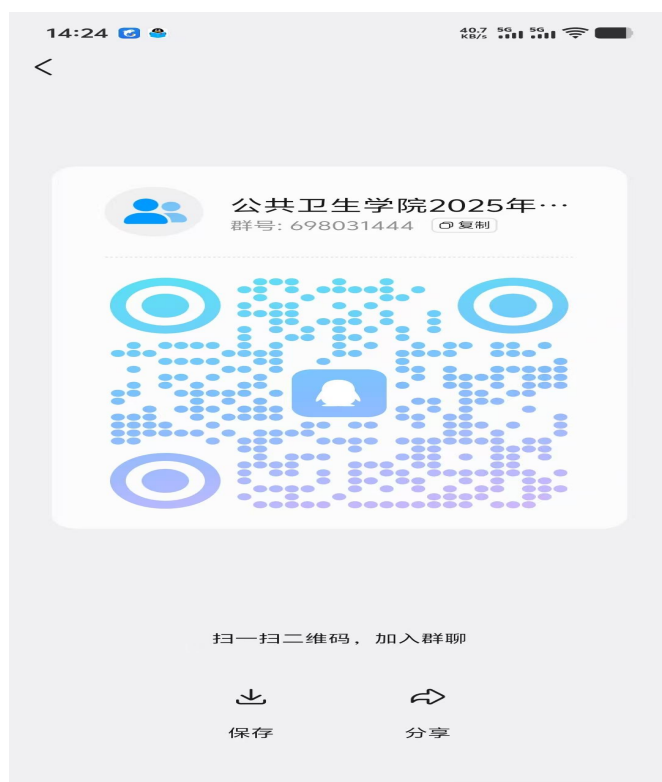 14:24 40.7 KB/s 5G 5G
公共卫生学院2025年…
群号: 698031444 复制
扫一扫二维码，加入群聊
保存 分享